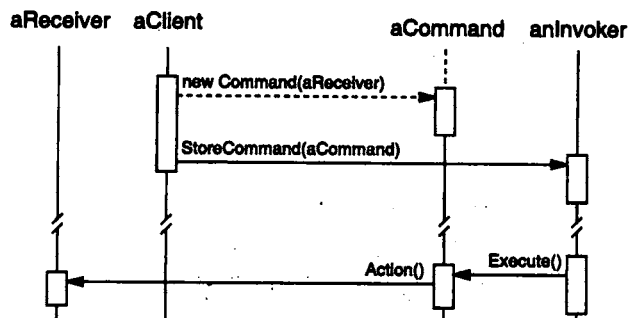 aReceiver aClient aCommand anInvoker
new Command(aReceiver)
StoreCommand(aCommand)
Action() Execute()